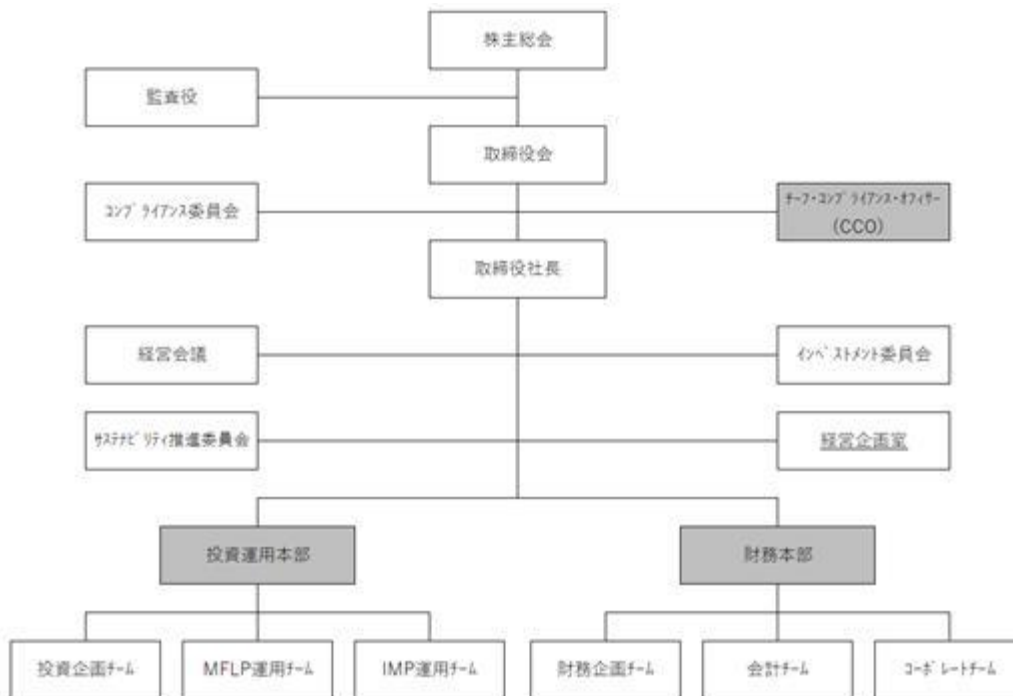 株主総会
監査役
取締役会
ｺﾝﾌﾟﾗｲｱﾝｽ委員会
ﾁｰﾌ・ｺﾝﾌﾟﾗｲｱﾝｽ・ｵﾌｨｻｰ
(CCO)
取締役社長
経営会議
ｲﾝﾍﾞｽﾄﾒﾝﾄ委員会
ｻｽﾃﾅﾋﾞﾘﾃｨ推進委員会
経営企画室
投資運用本部
財務本部
投資企画ﾁｰﾑ
MFLP運用ﾁｰﾑ
IMP運用ﾁｰﾑ
財務企画ﾁｰﾑ
会計ﾁｰﾑ
ｺｰﾎﾟﾚｰﾄﾁｰﾑ